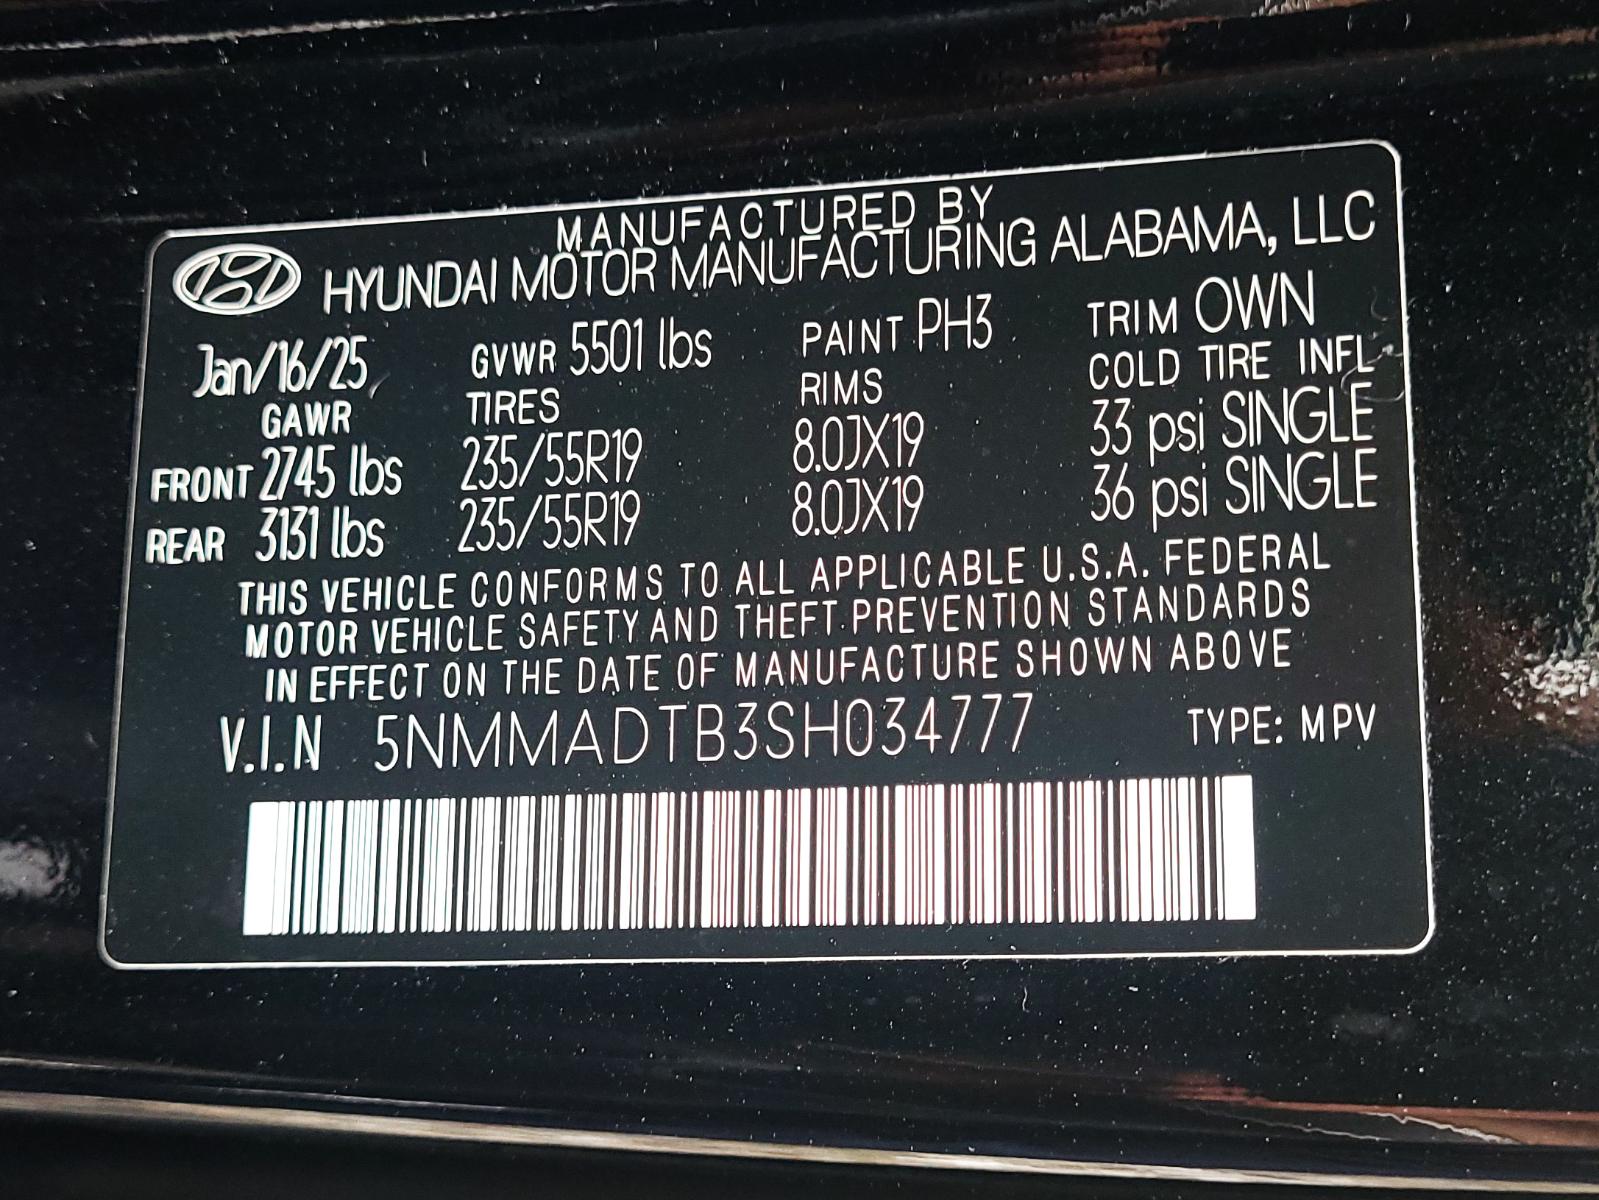 MANUFACTURED BY
HYUNDAI MOTOR MANUFACTURING ALABAMA, LLC
Jan/16/25 GVWR 5501 lbs PAINT PH3 TRIM OWN
GAWR TIRES RIMS COLD TIRE INFL
FRONT 2745 lbs 235/55R19 8.0JX19 33 psi SINGLE
REAR 3131 lbs 235/55R19 8.0JX19 36 psi SINGLE
THIS VEHICLE CONFORMS TO ALL APPLICABLE U.S.A. FEDERAL
MOTOR VEHICLE SAFETY AND THEFT PREVENTION STANDARDS
IN EFFECT ON THE DATE OF MANUFACTURE SHOWN ABOVE
V.I.N 5NMMADTB3SH034777 TYPE: MPV